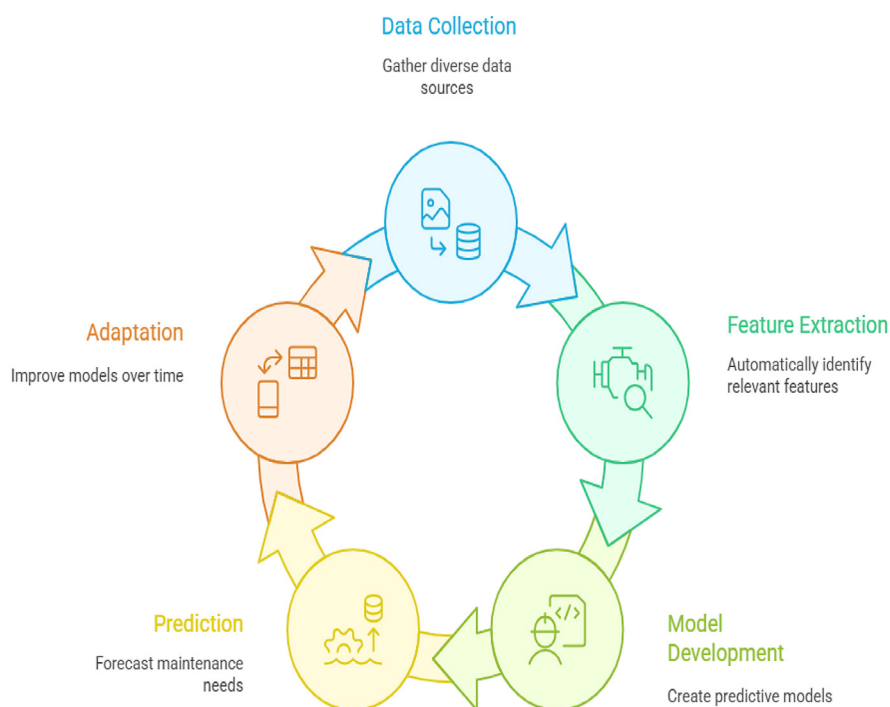 Data Collection
Gather diverse data
sources
Feature Extraction
Automatically identify
relevant features
Model
Development
Create predictive models
Prediction
Forecast maintenance
needs
Adaptation
Improve models over time